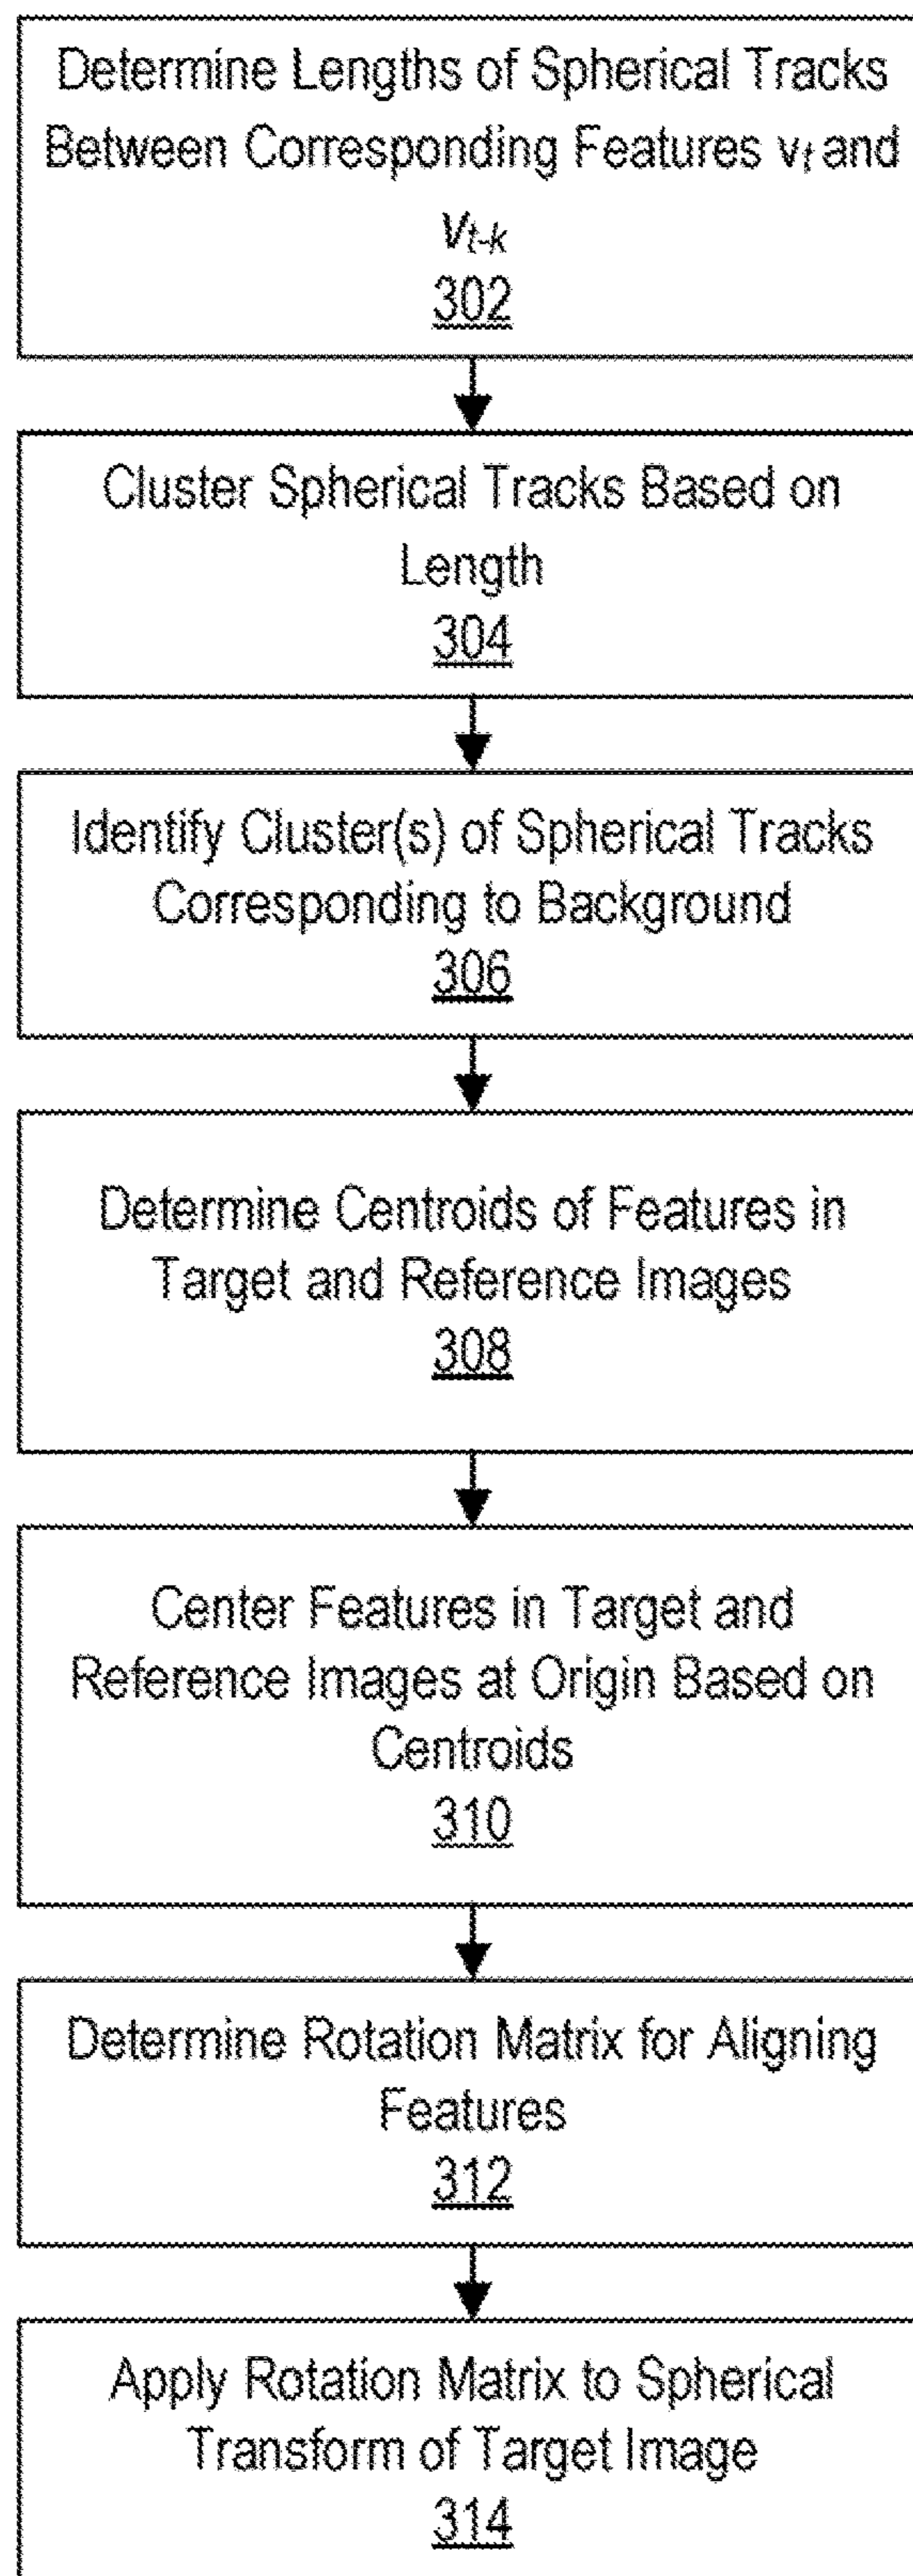 Determine Lengths of Spherical Tracks
Between Corresponding Features vₜ and
vₜ₋ₖ
302
Cluster Spherical Tracks Based on
Length
304
Identify Cluster(s) of Spherical Tracks
Corresponding to Background
306
Determine Centroids of Features in
Target and Reference Images
308
Center Features in Target and
Reference Images at Origin Based on
Centroids
310
Determine Rotation Matrix for Aligning
Features
312
Apply Rotation Matrix to Spherical
Transform of Target Image
314